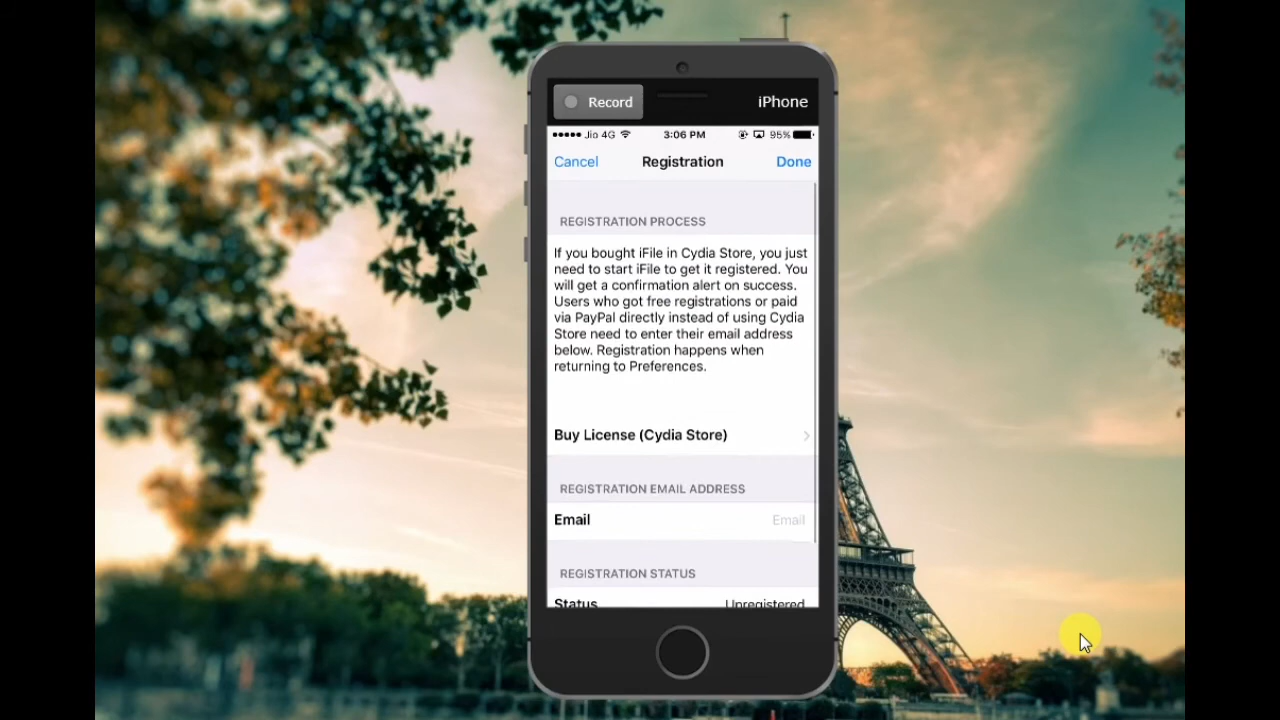 Record
iPhone
Jio 4G
3:06 PM
95%
Cancel
Registration
Done
REGISTRATION PROCESS
If you bought iFile in Cydia Store, you just
need to start iFile to get it registered. You
will get a confirmation alert on success.
Users who got free registrations or paid
via PayPal directly instead of using Cydia
Store need to enter their email address
below. Registration happens when
returning to Preferences.
Buy License (Cydia Store)
REGISTRATION EMAIL ADDRESS
Email
Email
REGISTRATION STATUS
Status
Unregistered